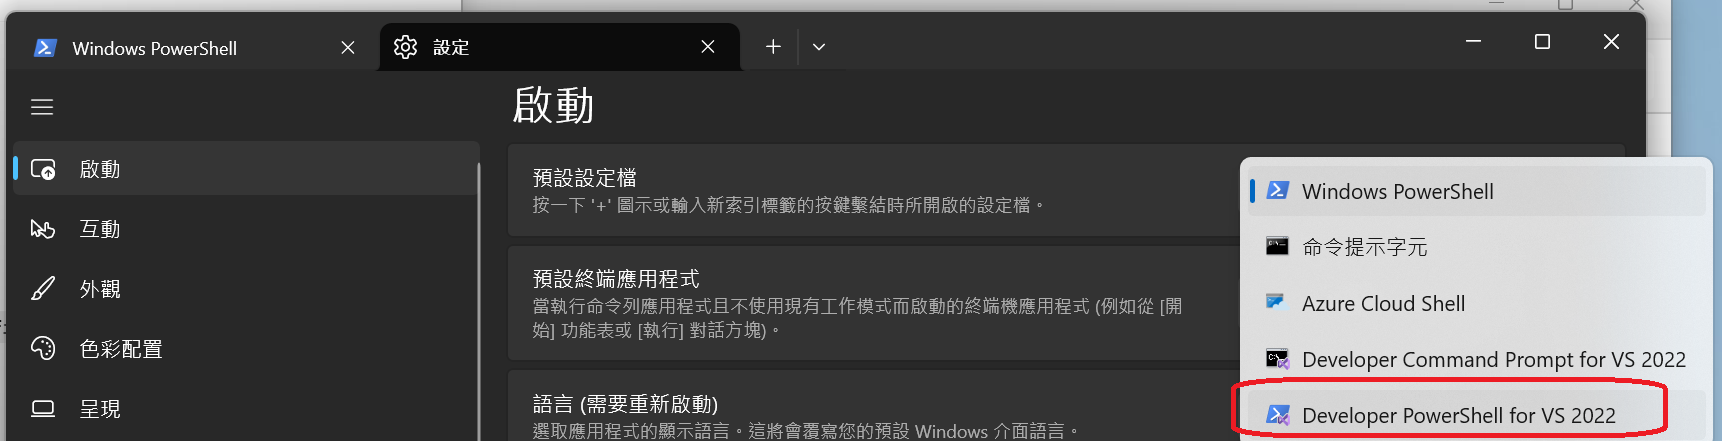 Windows PowerShell
設定
啟動
啟動
互動
外觀
色彩配置
呈現
預設設定檔
按一下 '+' 圖示或輸入新索引標籤的按鍵繫結時所開啟的設定檔。
預設終端應用程式
當執行命令列應用程式且不使用現有工作模式而啟動的終端機應用程式 (例如從 [開
始] 功能表或 [執行] 對話方塊)。
語言 (需要重新啟動)
選取應用程式的顯示語言。這將會覆寫您的預設 Windows 介面語言。
Windows PowerShell
命令提示字元
Azure Cloud Shell
Developer Command Prompt for VS 2022
Developer PowerShell for VS 2022